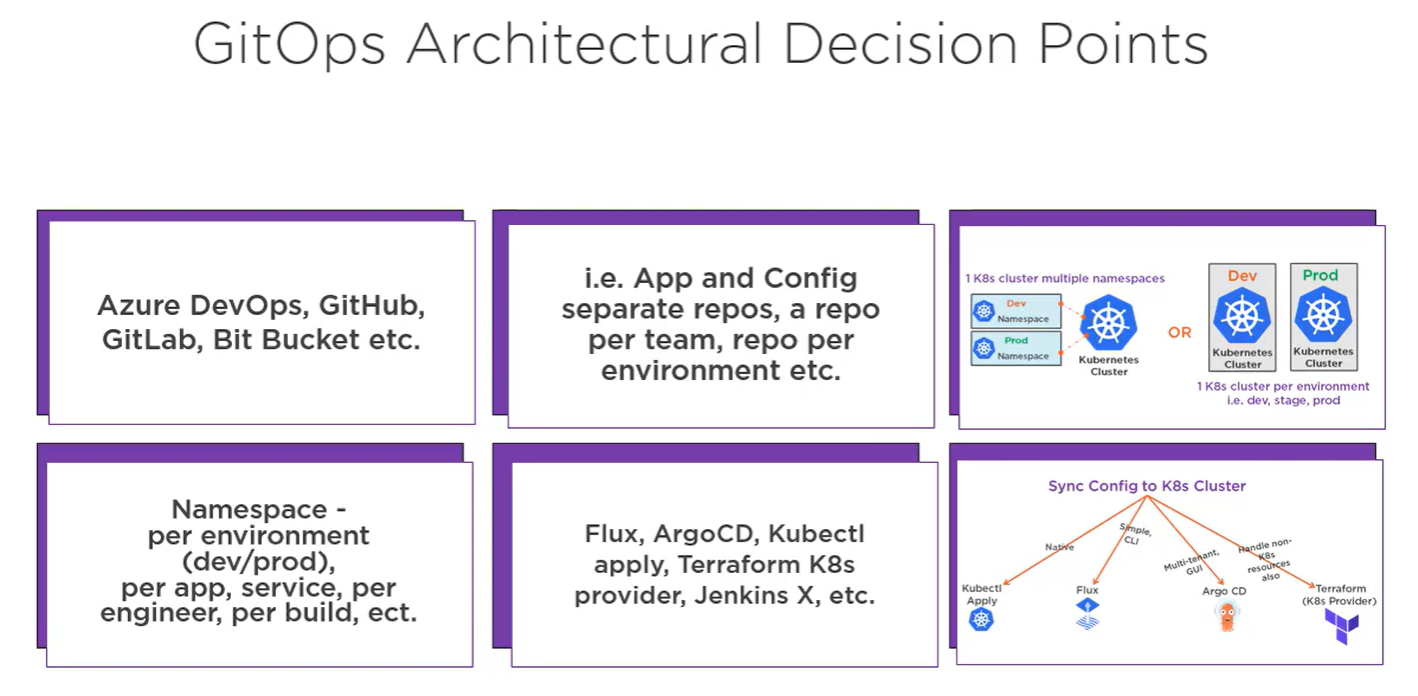 GitOps Architectural Decision Points
Azure DevOps, GitHub,
GitLab, Bit Bucket etc.
i.e. App and Config
separate repos, a repo
per team, repo per
environment etc.
1 K8s cluster multiple namespaces
Dev
Namespace
Prod
Namespace
Kubernetes
Cluster
OR
Dev
Kubernetes
Cluster
Prod
Kubernetes
Cluster
1 K8s cluster per environment
i.e. dev, stage, prod
Namespace -
per environment
(dev/prod),
per app, service, per
engineer, per build, ect.
Flux, ArgoCD, Kubectl
apply, Terraform K8s
provider, Jenkins X, etc.
Sync Config to K8s Cluster
Native
Simple,
CLI
Multi-tenant,
GUI
Handle non-
K8s
resources
also
Kubectl
Apply
Flux
Argo CD
Terraform
(K8s Provider)